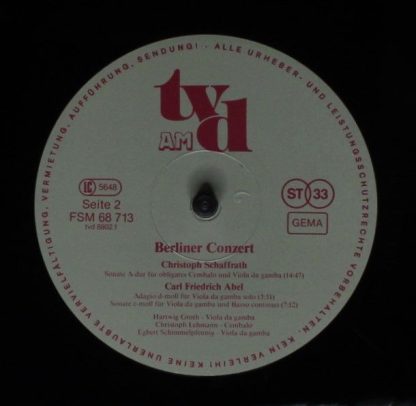 KEINE UNERLAUBTE VERVIELFÄLTIGUNG, VERMIETUNG, AUFFÜHRUNG, SENDUNG! - ALLE URHEBER- UND LEISTUNGSSCHUTZRECHTE VORBEHALTEN. KEIN VERLEIH!
tvd
AM
LC 5648
Seite 2
FSM 68 713
tvd 6802.1
ST 33
GEMA
Berliner Conzert
Christoph Schaffrath
Sonate A-dur für obligates Cembalo und Viola da gamba (14:47)
Carl Friedrich Abel
Adagio d-moll für Viola da gamba solo (3:51)
Sonate e-moll für Viola da gamba und Basso continuo (7:52)
Hartwig Groth - Viola da gamba
Christoph Lehmann - Cembalo
Egbert Schimmelpfennig - Viola da gamba